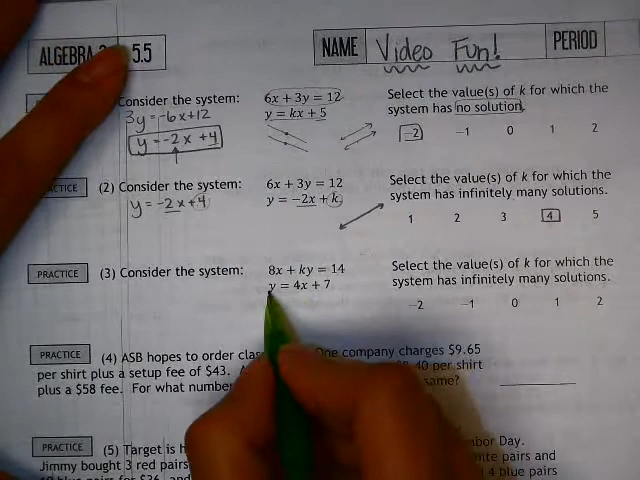 ALGEBRA 5.5
NAME Video Fun! PERIOD
Consider the system:
6x + 3y = 12
y = kx + 5
3y = -6x+12
y = -2x +4
Select the value(s) of k for which the
system has no solution.
-2 -1 0 1 2
(2) Consider the system:
6x + 3y = 12
y = -2x + k
y = -2x+4
Select the value(s) of k for which the
system has infinitely many solutions.
1 2 3 4 5
PRACTICE (3) Consider the system:
8x + ky = 14
y = 4x + 7
Select the value(s) of k for which the
system has infinitely many solutions.
-2 -1 0 1 2
PRACTICE (4) ASB hopes to order One company charges $9.65
per shirt plus a setup fee of $43. per shirt
plus a $58 fee. For what number same?
PRACTICE (5) Target is Day.
Jimmy bought 3 red pairs pairs and
4 blue pairs